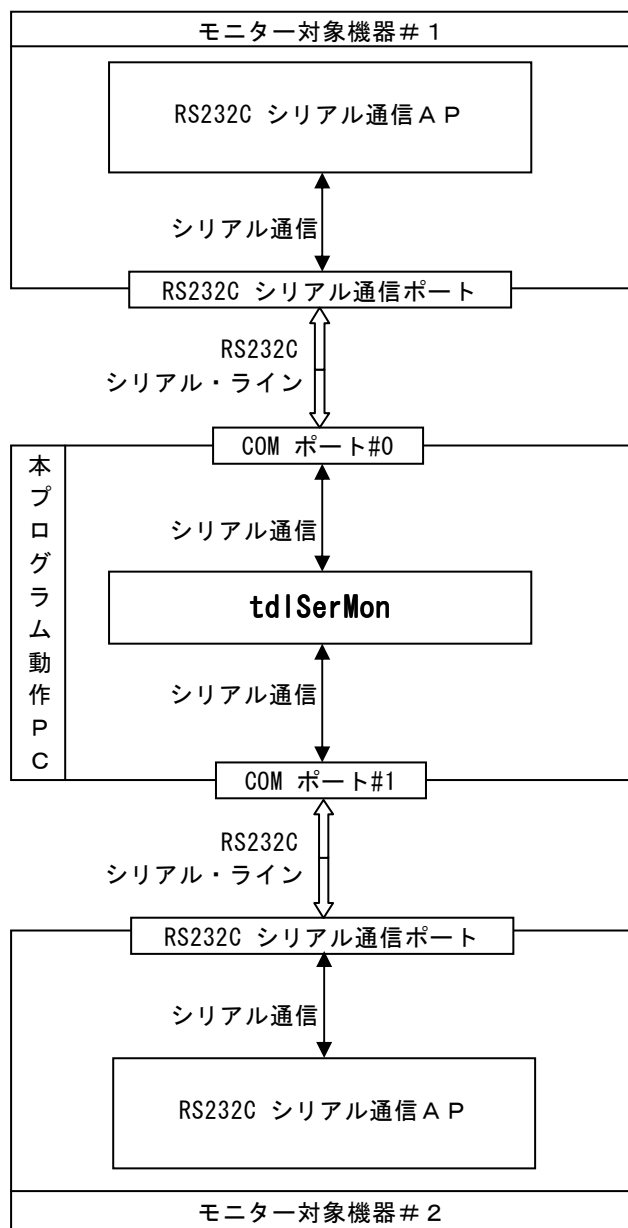 モニター対象機器＃１
RS232C シリアル通信ＡＰ
シリアル通信
RS232C シリアル通信ポート
RS232C
シリアル・ライン
COM ポート#0
本プログラム動作ＰＣ
シリアル通信
tdlSerMon
シリアル通信
COM ポート#1
RS232C
シリアル・ライン
RS232C シリアル通信ポート
シリアル通信
RS232C シリアル通信ＡＰ
モニター対象機器＃２